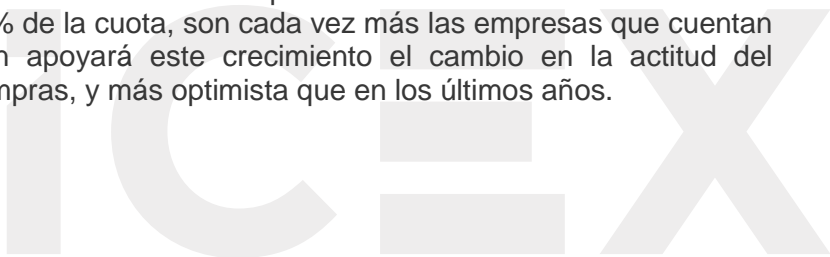 % de la cuota, son cada vez más las empresas que cuentan
apoyará este crecimiento el cambio en la actitud del
y más optimista que en los últimos años.
ICEX